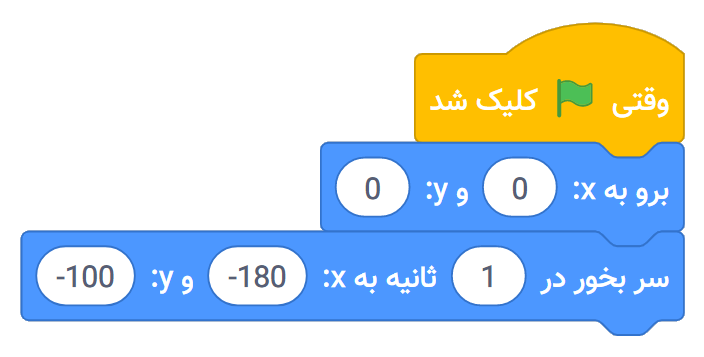 وقتی کلیک شد
برو به x: 0 و y: 0
سر بخور در 1 ثانیه به x: -180 و y: -100